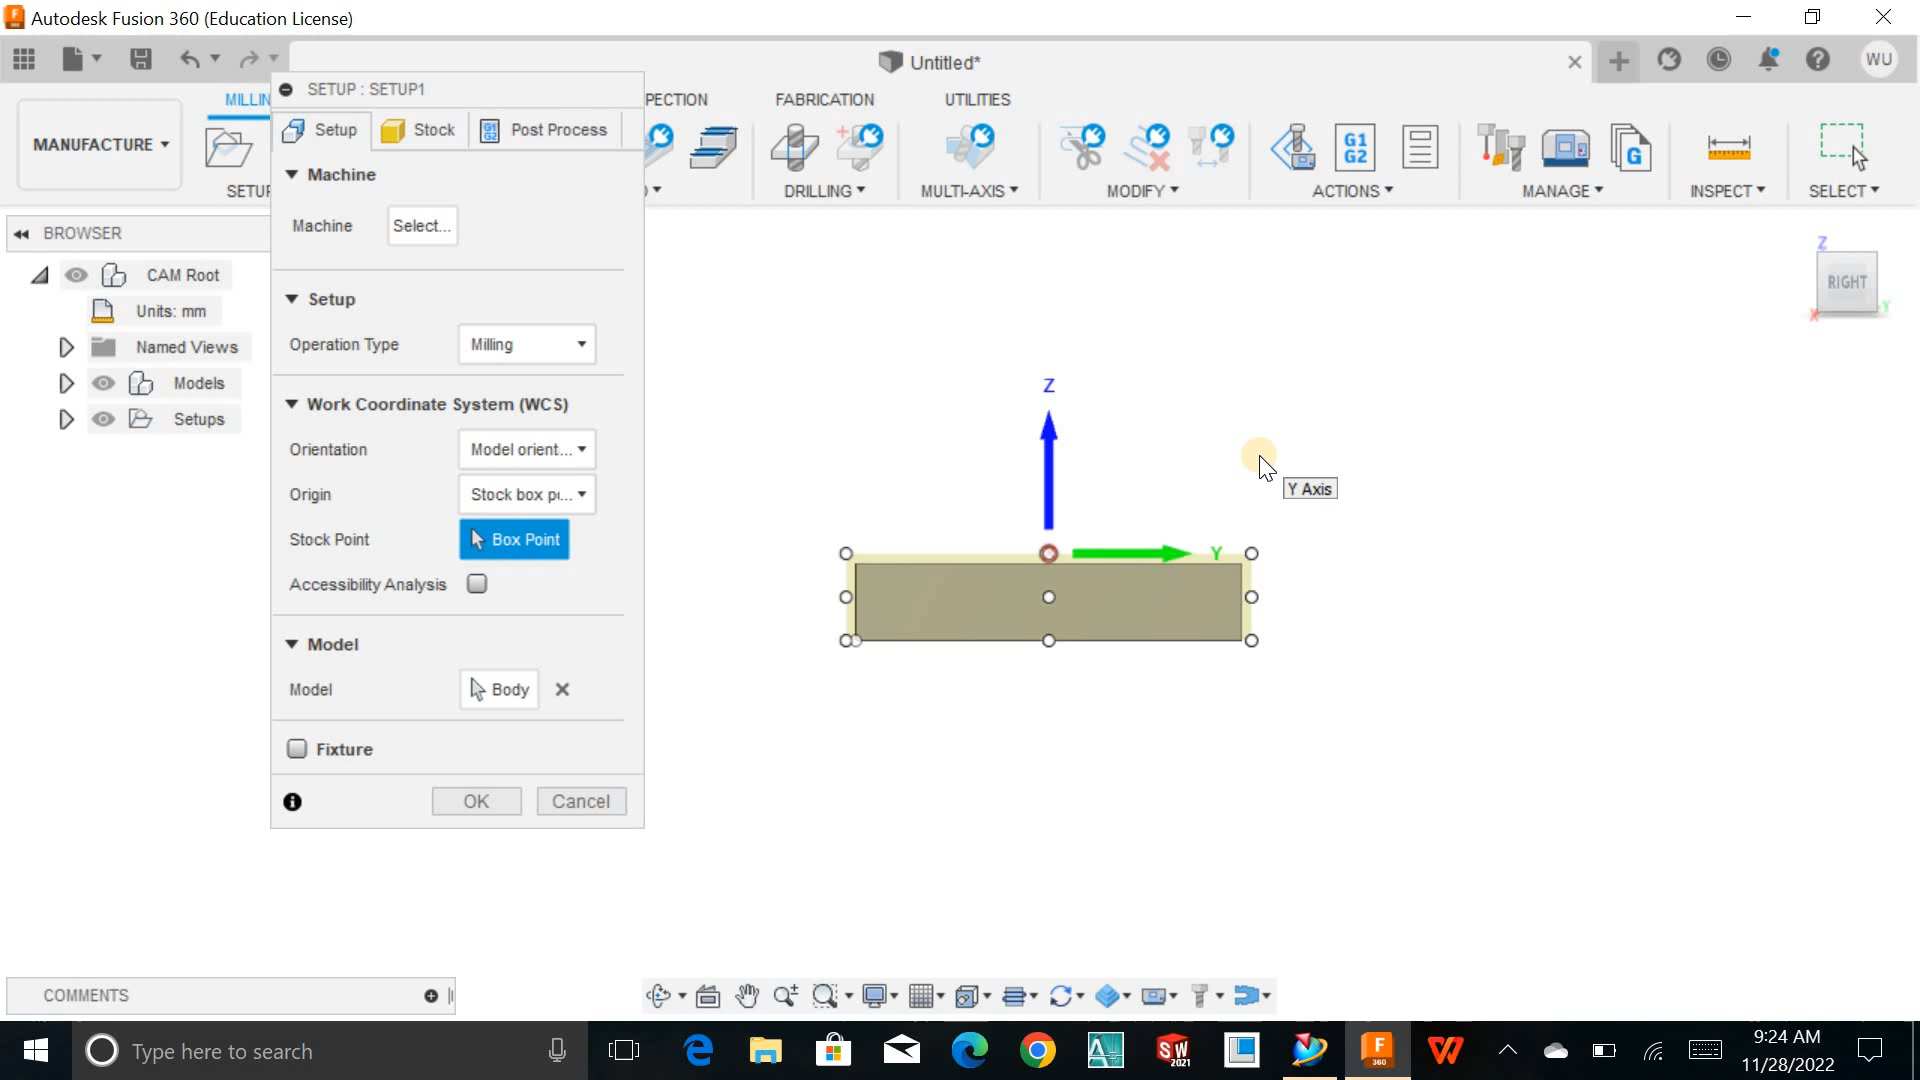 Autodesk Fusion 360 (Education License)
Untitled*
WU
SETUP : SETUP1
MILLIN
PECTION
FABRICATION
UTILITIES
Setup
Stock
Post Process
MANUFACTURE
G1
G2
G
SETUP
DRILLING
MULTI-AXIS
MODIFY
ACTIONS
MANAGE
INSPECT
SELECT
Machine
Machine
Select...
BROWSER
CAM Root
Units: mm
Named Views
Models
Setups
Setup
Operation Type
Milling
Work Coordinate System (WCS)
Orientation
Model orient...
Origin
Stock box p...
Stock Point
Box Point
Accessibility Analysis
Model
Model
Body
Fixture
OK
Cancel
Z
RIGHT
X
Y
Z
Y
Y Axis
COMMENTS
Type here to search
SW
2021
F
360
9:24 AM
11/28/2022